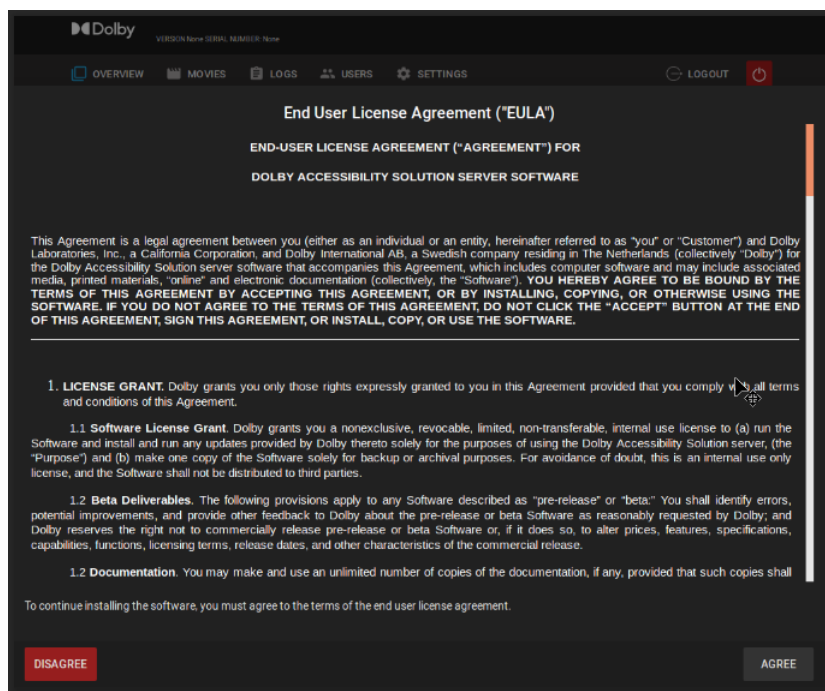 Dolby
VERSION None SERIAL NUMBER: None
OVERVIEW MOVIES LOGS USERS SETTINGS LOGOUT
End User License Agreement ("EULA")
END-USER LICENSE AGREEMENT (“AGREEMENT”) FOR
DOLBY ACCESSIBILITY SOLUTION SERVER SOFTWARE
This Agreement is a legal agreement between you (either as an individual or an entity, hereinafter referred to as “you” or “Customer”) and Dolby
Laboratories, Inc., a California Corporation, and Dolby International AB, a Swedish company residing in The Netherlands (collectively “Dolby”) for
the Dolby Accessibility Solution server software that accompanies this Agreement, which includes computer software and may include associated
media, printed materials, “online” and electronic documentation (collectively, the “Software”). YOU HEREBY AGREE TO BE BOUND BY THE
TERMS OF THIS AGREEMENT BY ACCEPTING THIS AGREEMENT, OR BY INSTALLING, COPYING, OR OTHERWISE USING THE
SOFTWARE. IF YOU DO NOT AGREE TO THE TERMS OF THIS AGREEMENT, DO NOT CLICK THE “ACCEPT” BUTTON AT THE END
OF THIS AGREEMENT, SIGN THIS AGREEMENT, OR INSTALL, COPY, OR USE THE SOFTWARE.
1. LICENSE GRANT. Dolby grants you only those rights expressly granted to you in this Agreement provided that you comply with all terms
and conditions of this Agreement.
1.1 Software License Grant. Dolby grants you a nonexclusive, revocable, limited, non-transferable, internal use license to (a) run the
Software and install and run any updates provided by Dolby thereto solely for the purposes of using the Dolby Accessibility Solution server, (the
“Purpose”) and (b) make one copy of the Software solely for backup or archival purposes. For avoidance of doubt, this is an internal use only
license, and the Software shall not be distributed to third parties.
1.2 Beta Deliverables. The following provisions apply to any Software described as “pre-release” or “beta:” You shall identify errors,
potential improvements, and provide other feedback to Dolby about the pre-release or beta Software as reasonably requested by Dolby; and
Dolby reserves the right not to commercially release pre-release or beta Software or, if it does so, to alter prices, features, specifications,
capabilities, functions, licensing terms, release dates, and other characteristics of the commercial release.
1.2 Documentation. You may make and use an unlimited number of copies of the documentation, if any, provided that such copies shall
To continue installing the software, you must agree to the terms of the end user license agreement.
DISAGREE AGREE